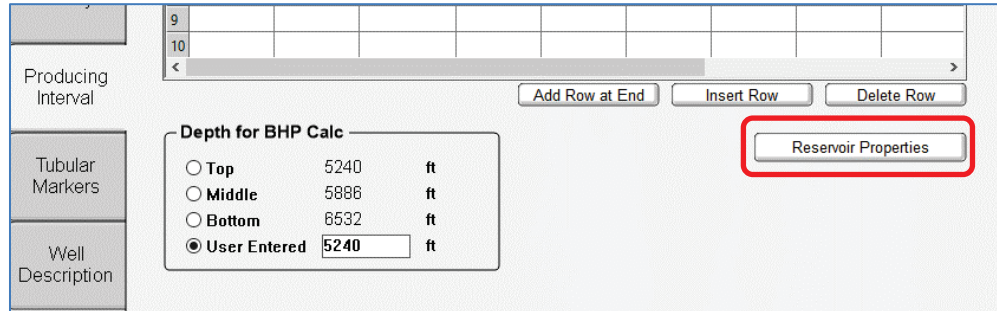 9
10
Producing
Interval
Add Row at End
Insert Row
Delete Row
Depth for BHP Calc
Reservoir Properties
Top 5240 ft
Tubular
Markers
Middle 5886 ft
Bottom 6532 ft
User Entered 5240 ft
Well
Description